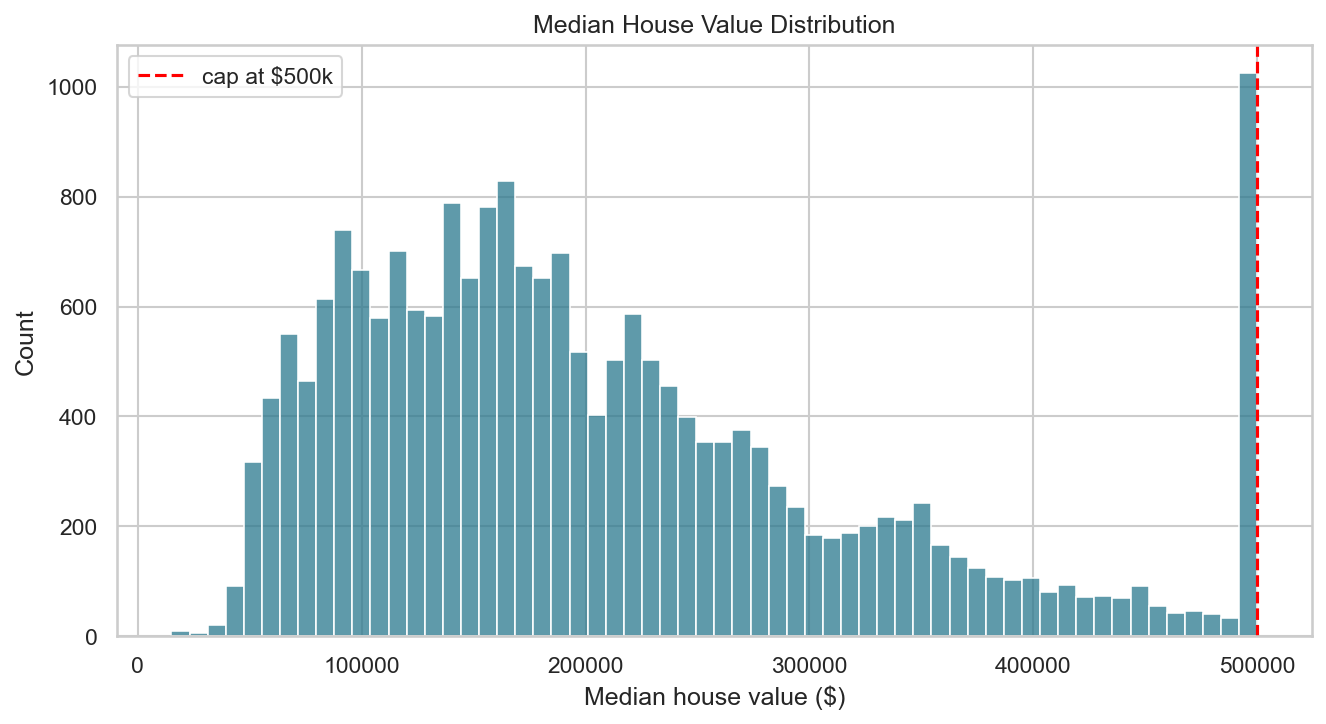 Median House Value Distribution
cap at $500k
Count
1000
800
600
400
200
0
0 100000 200000 300000 400000 500000
Median house value ($)